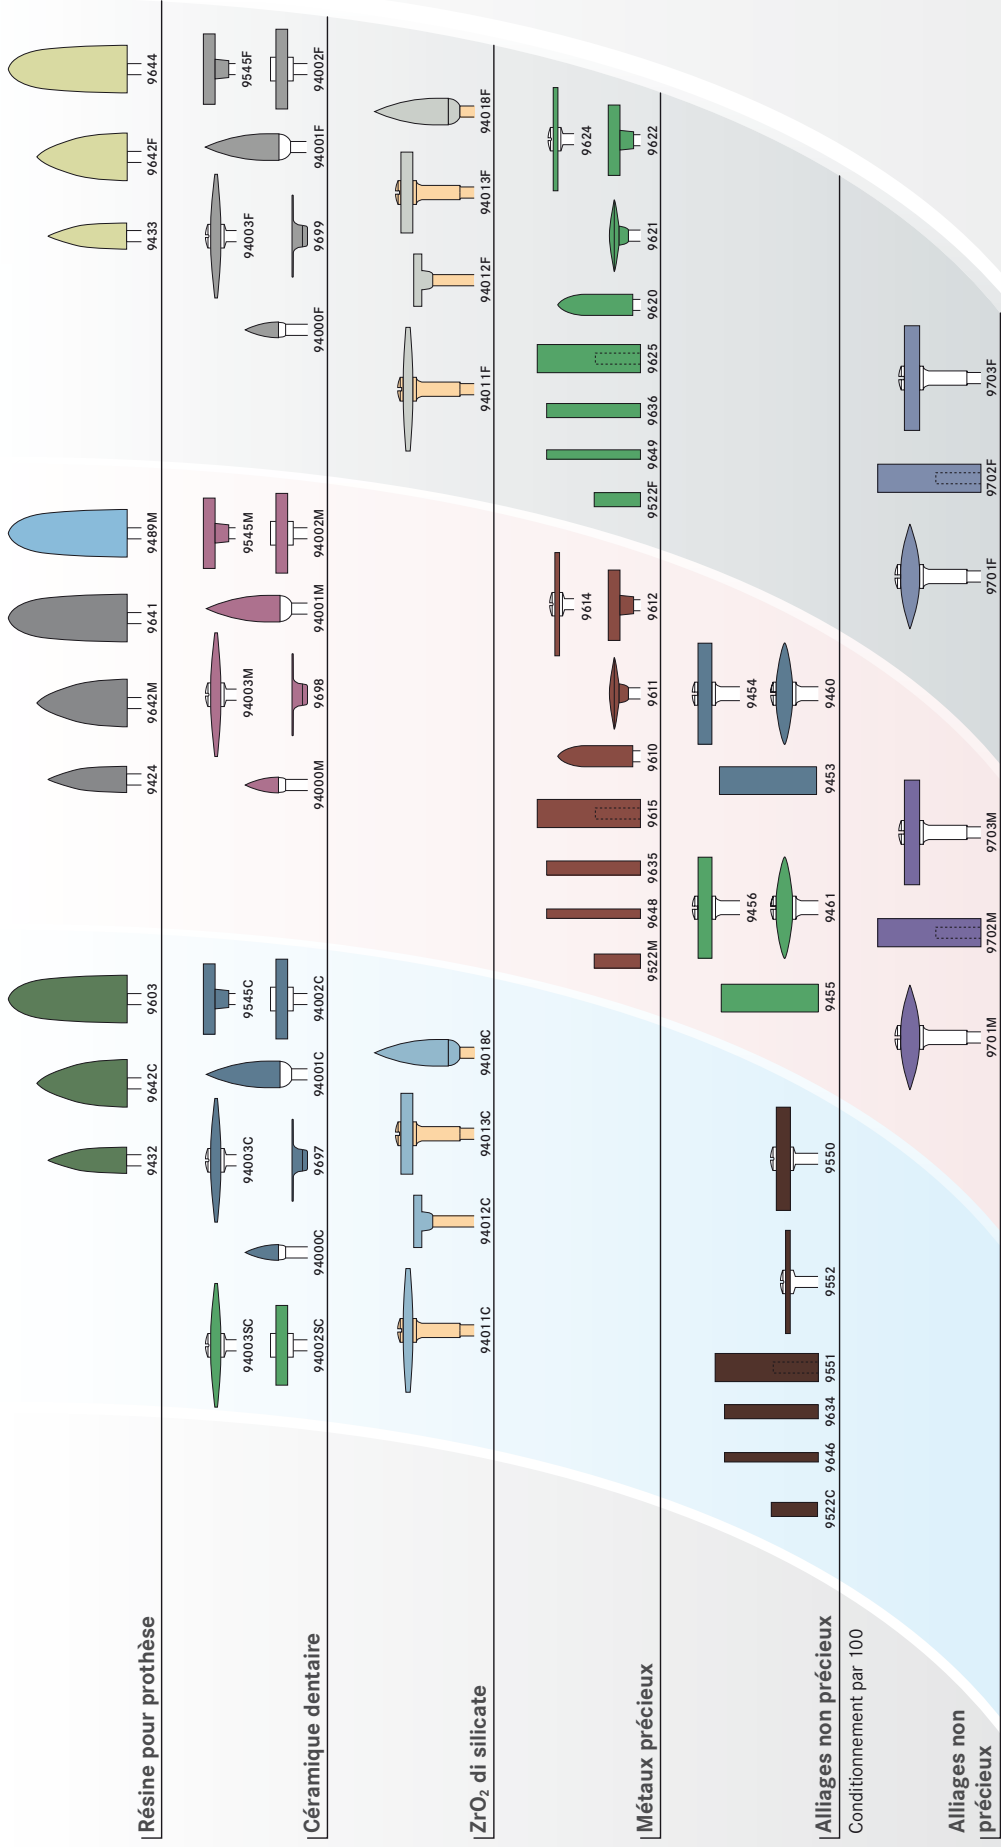 Résine pour prothèse
9432
9642C
9603
9424
9642M
9641
9489M
9433
9642F
9644
Céramique dentaire
94003SC
94003C
9545C
94003M
9545M
94003F
9545F
94002SC
94000C
9697
94001C
94002C
94000M
9698
94001M
94002M
94000F
9699
94001F
94002F
ZrO₂ di silicate
94011C
94012C
94013C
94018C
94011F
94012F
94013F
94018F
Métaux précieux
9614
9624
9522M
9648
9635
9615
9610
9611
9612
9522F
9649
9636
9625
9620
9621
9622
Alliages non précieux
Conditionnement par 100
9456
9454
9522C
9646
9634
9551
9552
9550
9455
9461
9453
9460
Alliages non
précieux
9701M
9702M
9703M
9701F
9702F
9703F